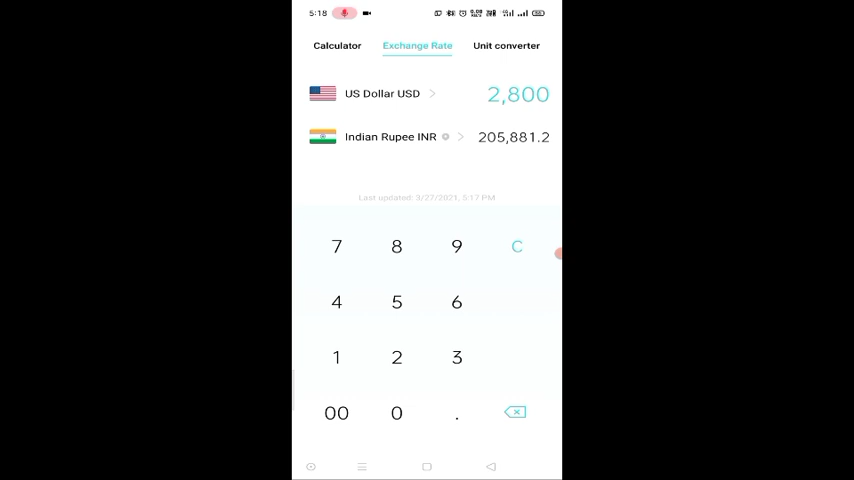 5:18
Calculator Exchange Rate Unit converter
US Dollar USD 2,800
Indian Rupee INR 205,881.2
Last updated: 3/27/2021, 5:17 PM
7 8 9 C
4 5 6
1 2 3
00 0 .